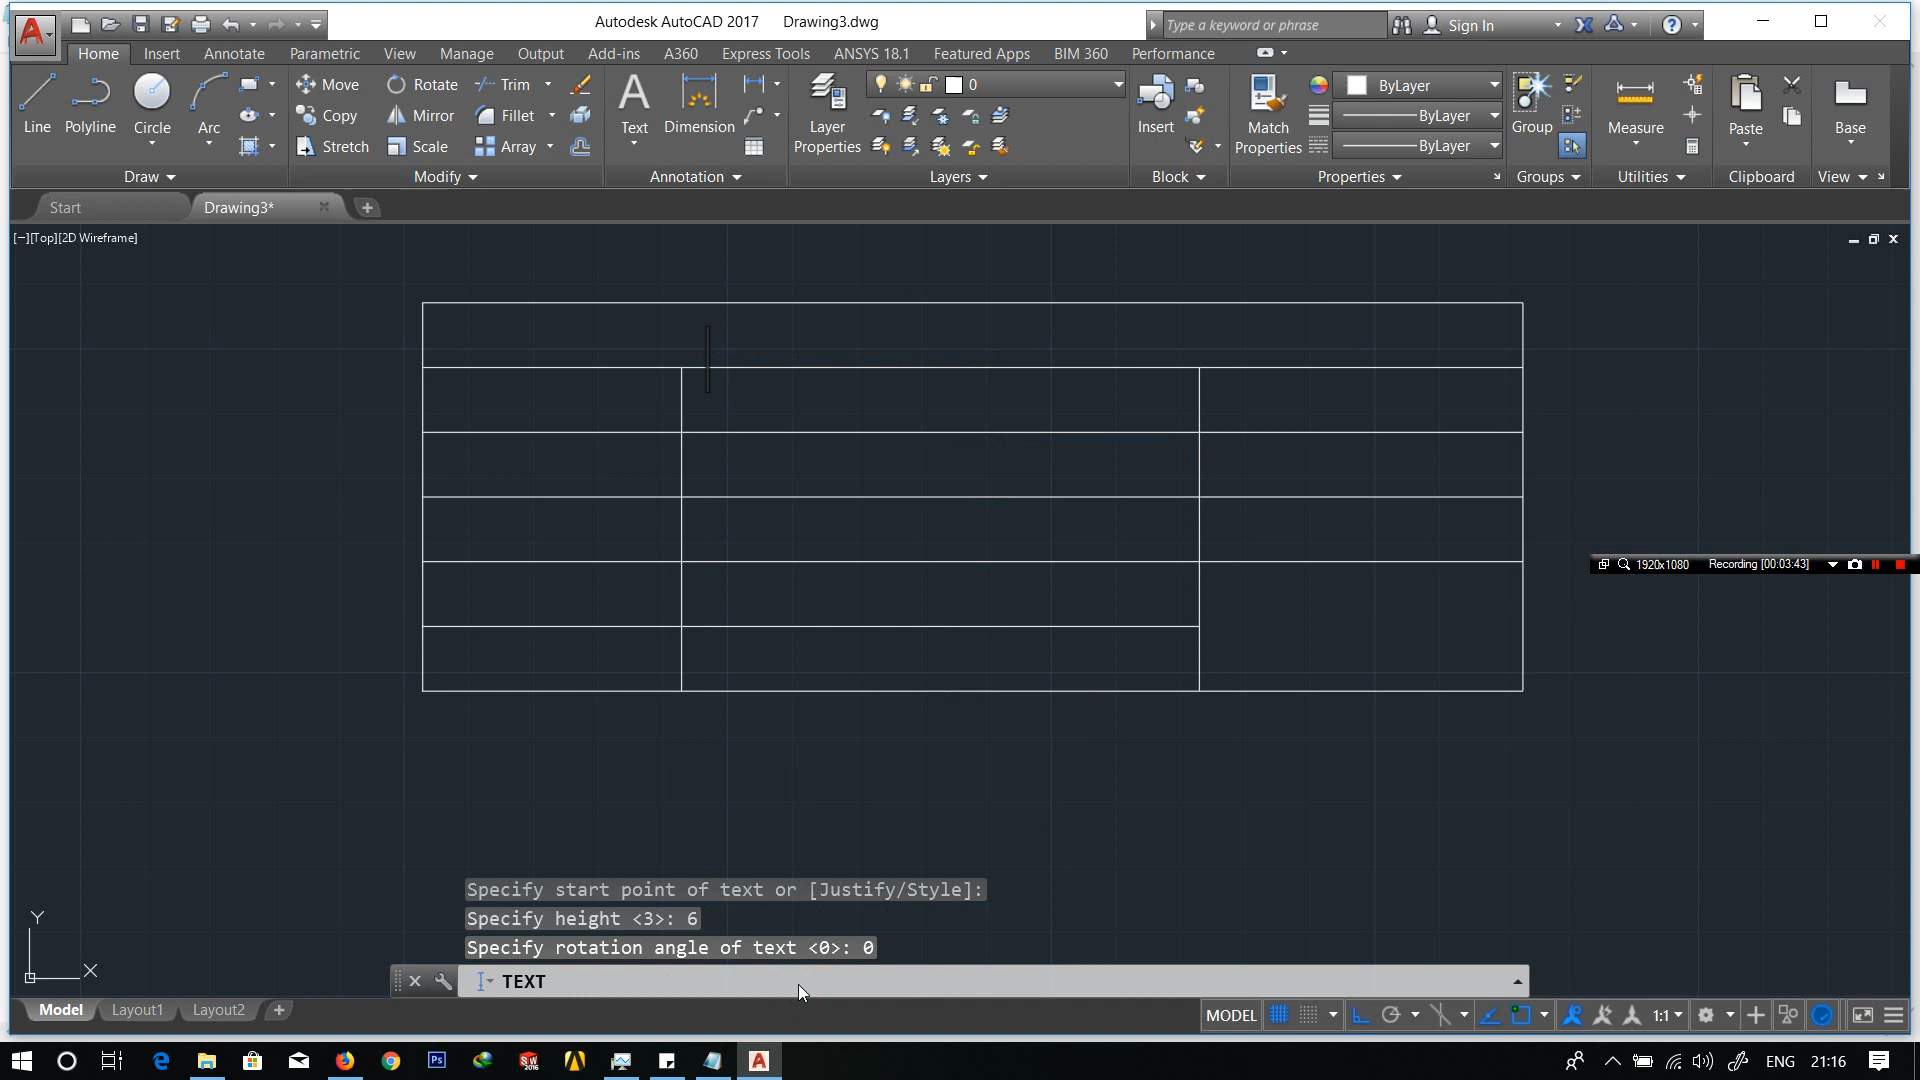 Autodesk AutoCAD 2017 Drawing3.dwg
Type a keyword or phrase
Sign In
Home Insert Annotate Parametric View Manage Output Add-ins A360 Express Tools ANSYS 18.1 Featured Apps BIM 360 Performance
Line Polyline Circle Arc
Move Rotate Trim
Copy Mirror Fillet
Stretch Scale Array
Text Dimension
Layer Properties
0
Insert
Match Properties
ByLayer
ByLayer
ByLayer
Group
Measure
Paste
Base
Draw Modify Annotation Layers Block Properties Groups Utilities Clipboard View
Start Drawing3*
[−][Top][2D Wireframe]
1920x1080 Recording [00:03:43]
Specify start point of text or [Justify/Style]:
Specify height <3>: 6
Specify rotation angle of text <0>: 0
TEXT
Y
X
Model Layout1 Layout2
MODEL 1:1
Ps
SW
2016
ENG 21:16